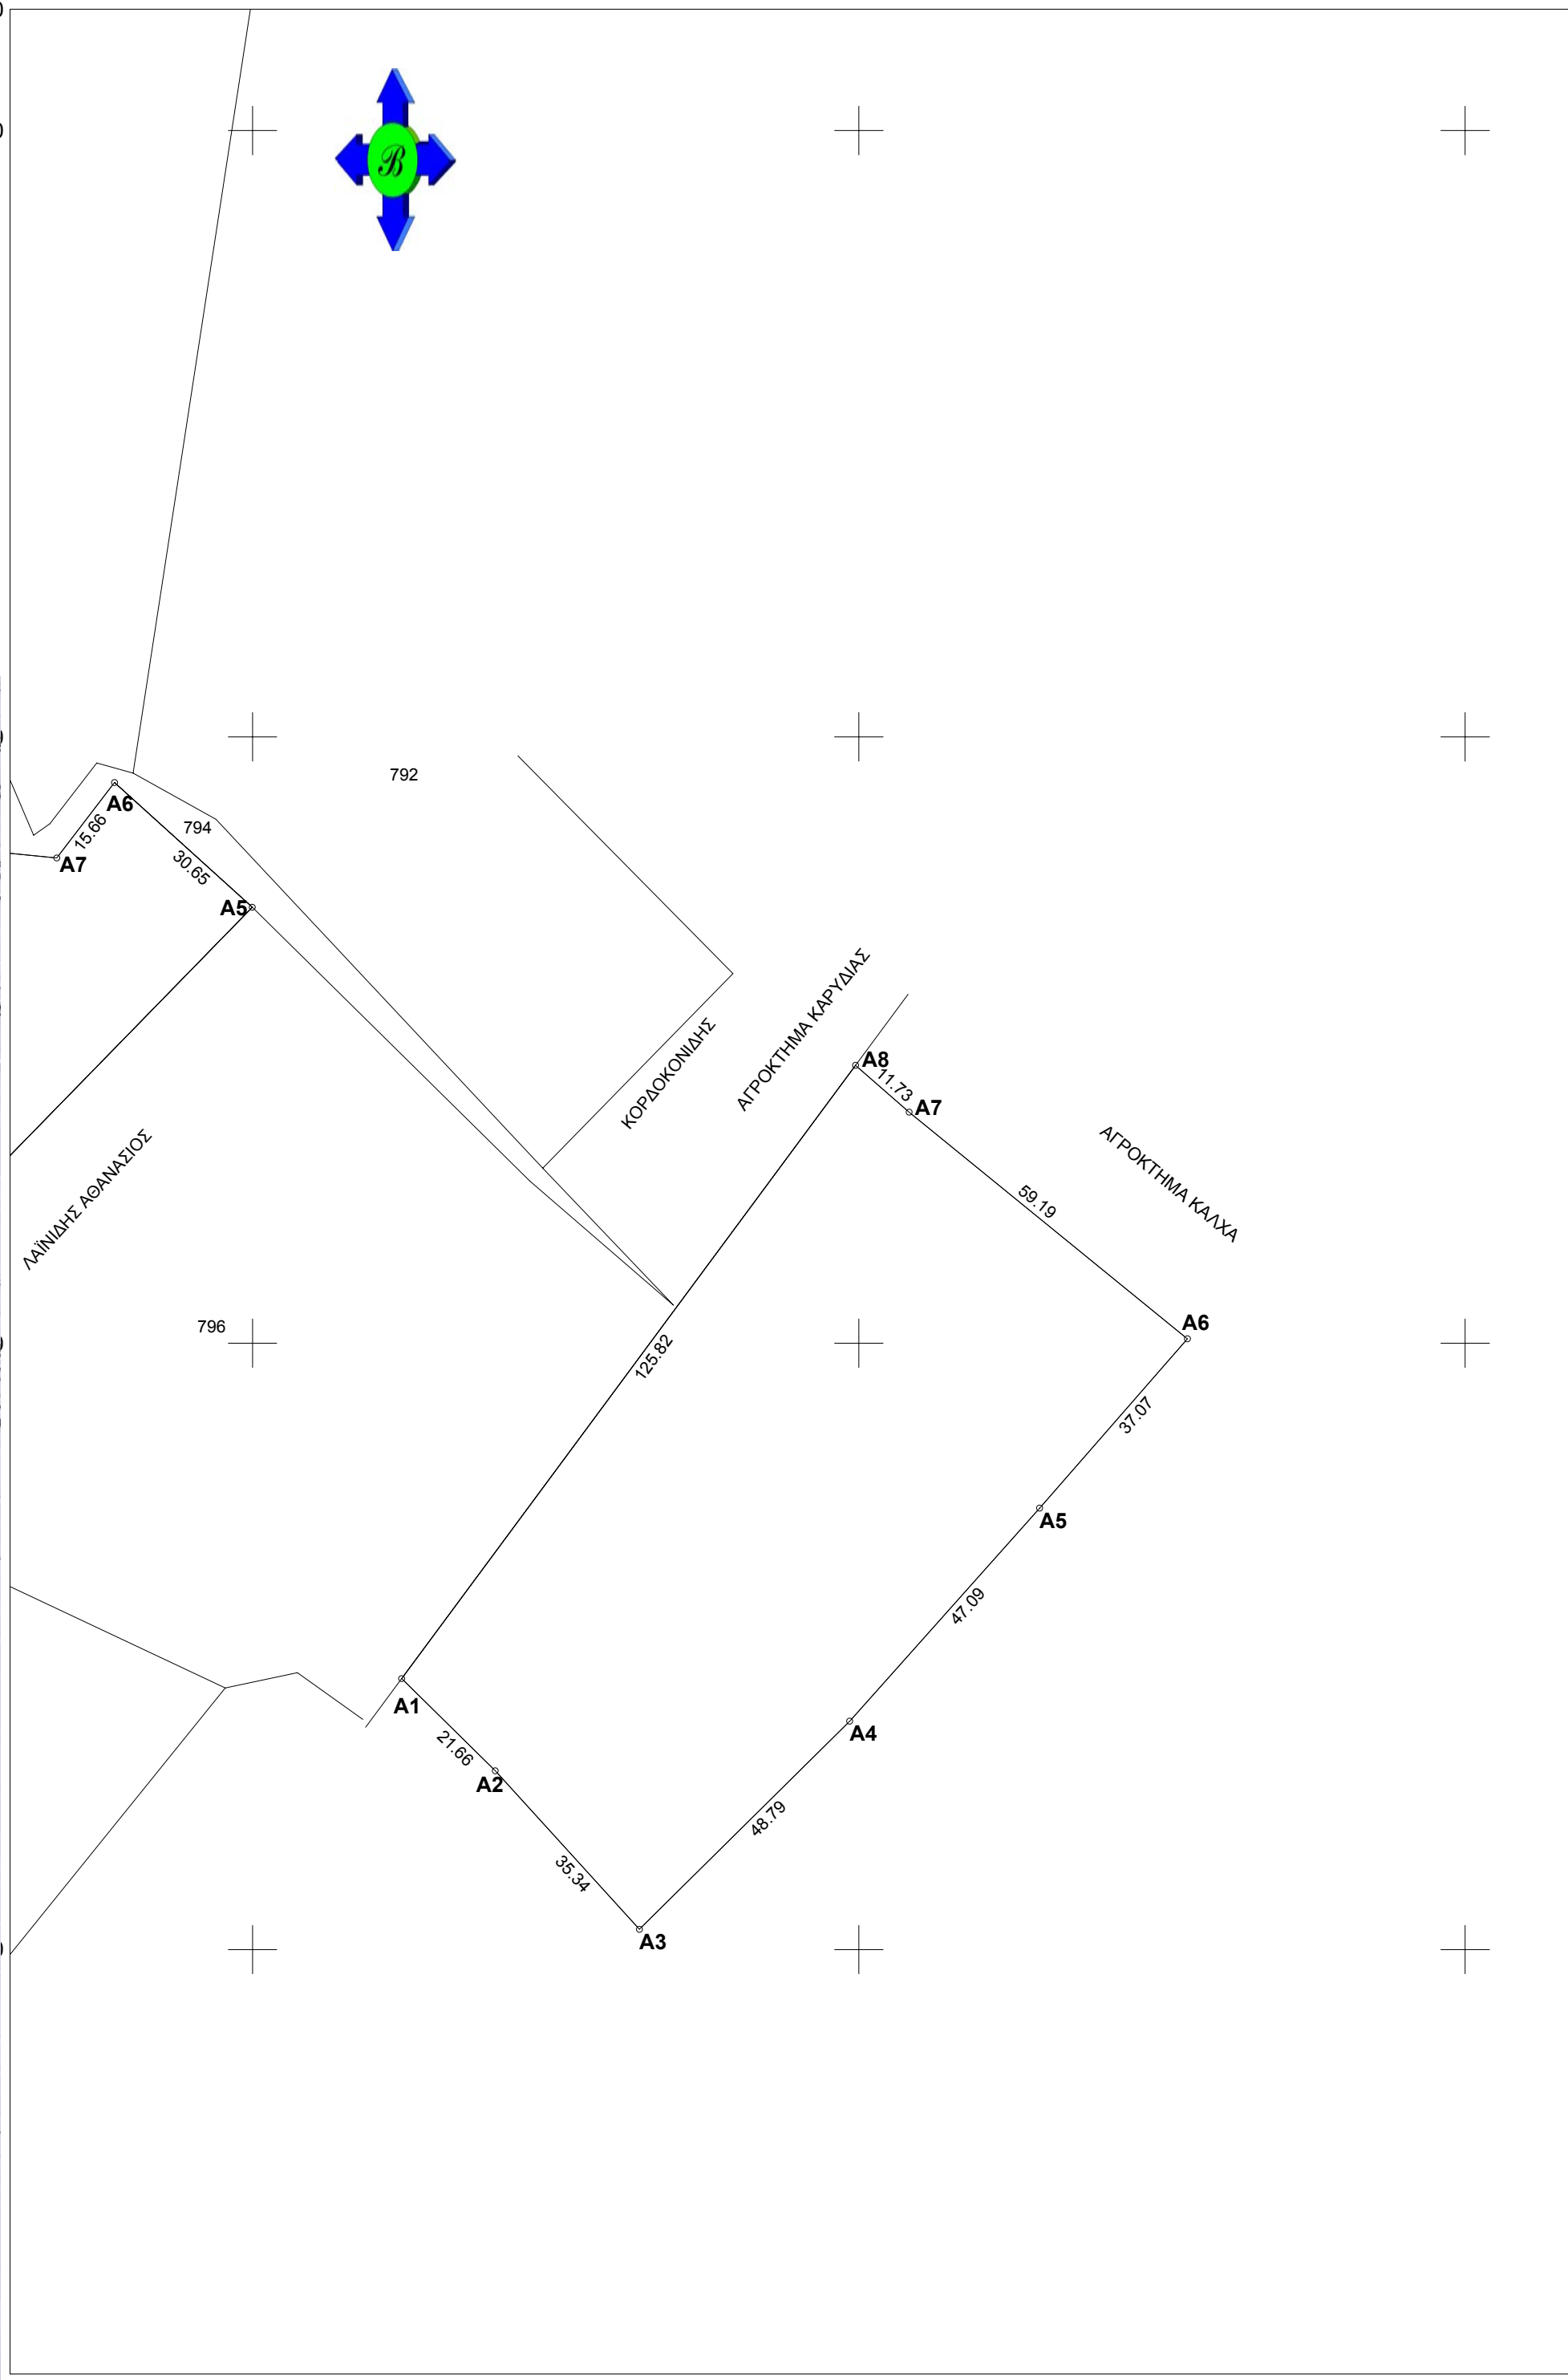 B
792
A6
794
15.66
30.65
A7
A5
ΚΟΡΔΟΚΟΝΙΔΗΣ
ΑΓΡΟΚΤΗΜΑ ΚΑΡΥΔΙΑΣ
A8
11.73
A7
ΑΓΡΟΚΤΗΜΑ ΚΑΛΧΑ
59.19
ΛΑΪΝΙΔΗΣ ΑΘΑΝΑΣΙΟΣ
796
A6
125.82
37.07
A5
47.09
A1
21.66
A4
A2
48.79
35.34
A3